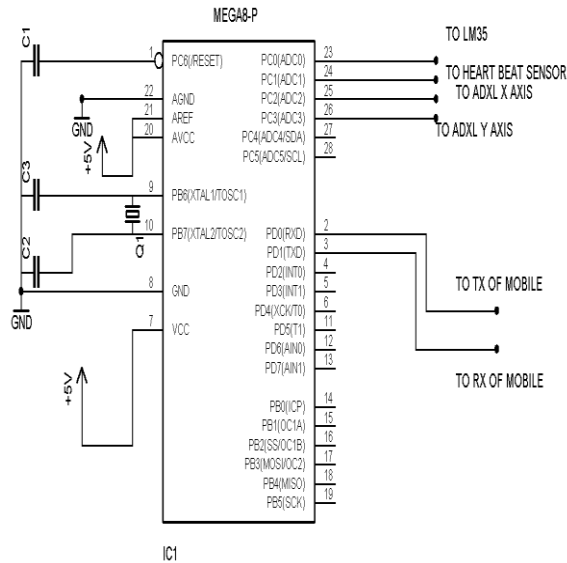 MEGA8-P
C1
1
PC6(/RESET)
22
AGND
21
AREF
20
AVCC
GND
+5V
C3
9
PB6(XTAL1/TOSC1)
Q1
10
PB7(XTAL2/TOSC2)
C2
8
GND
GND
7
VCC
+5V
PC0(ADC0)
23
TO LM35
PC1(ADC1)
24
TO HEART BEAT SENSOR
PC2(ADC2)
25
TO ADXL X AXIS
PC3(ADC3)
26
TO ADXL Y AXIS
PC4(ADC4/SDA)
27
PC5(ADC5/SCL)
28
PD0(RXD)
2
PD1(TXD)
3
PD2(INT0)
4
PD3(INT1)
5
PD4(XCK/T0)
6
PD5(T1)
11
PD6(AIN0)
12
PD7(AIN1)
13
TO TX OF MOBILE
TO RX OF MOBILE
PB0(ICP)
14
PB1(OC1A)
15
PB2(SS/OC1B)
16
PB3(MOSI/OC2)
17
PB4(MISO)
18
PB5(SCK)
19
IC1